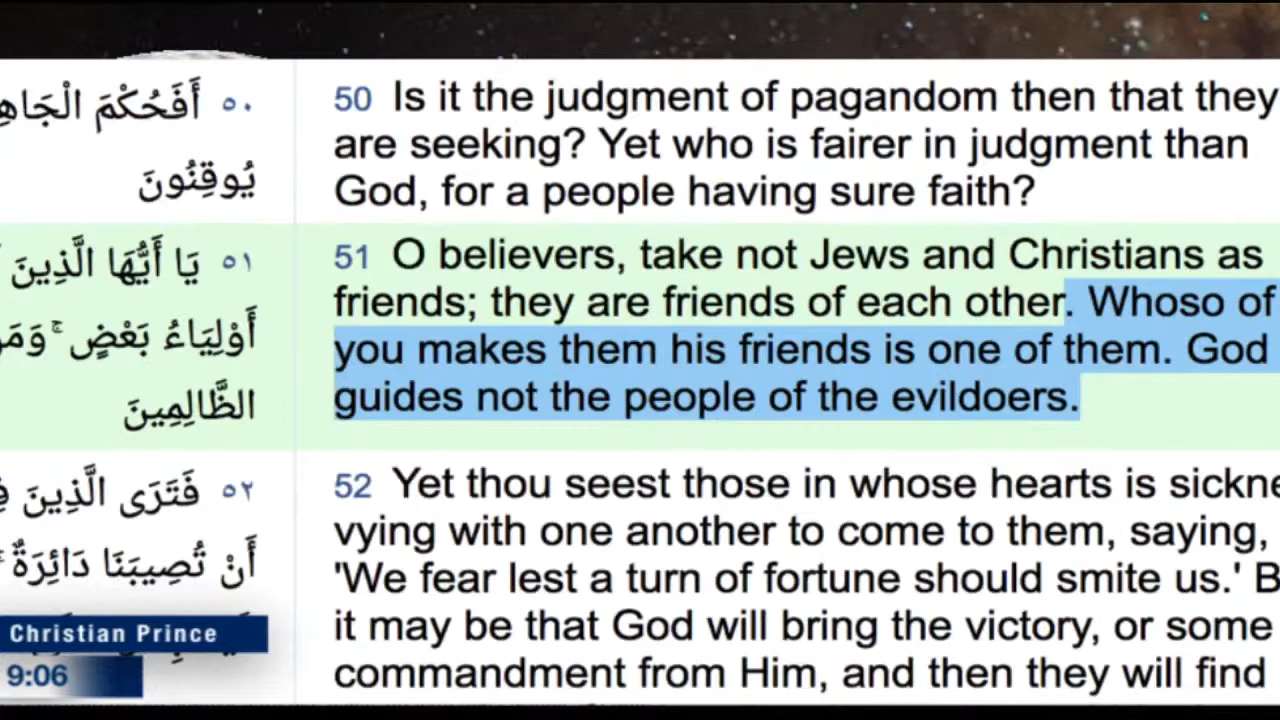 ٥٠ أَفَحُكْمَ
يُوقِنُونَ
50 Is it the judgment of pagandom then that they
are seeking? Yet who is fairer in judgment than
God, for a people having sure faith?
٥١ يَا أَيُّهَا الَّذِينَ
أَوْلِيَاءُ بَعْضٍ ۚ
الظَّالِمِينَ
51 O believers, take not Jews and Christians as
friends; they are friends of each other. Whoso of
you makes them his friends is one of them. God
guides not the people of the evildoers.
٥٢ فَتَرَى الَّذِينَ
أَنْ تُصِيبَنَا دَائِرَةٌ
52 Yet thou seest those in whose hearts is
vying with one another to come to them, saying,
'We fear lest a turn of fortune should smite us.'
it may be that God will bring the victory, or some
commandment from Him, and then they will find
Christian Prince
9:06